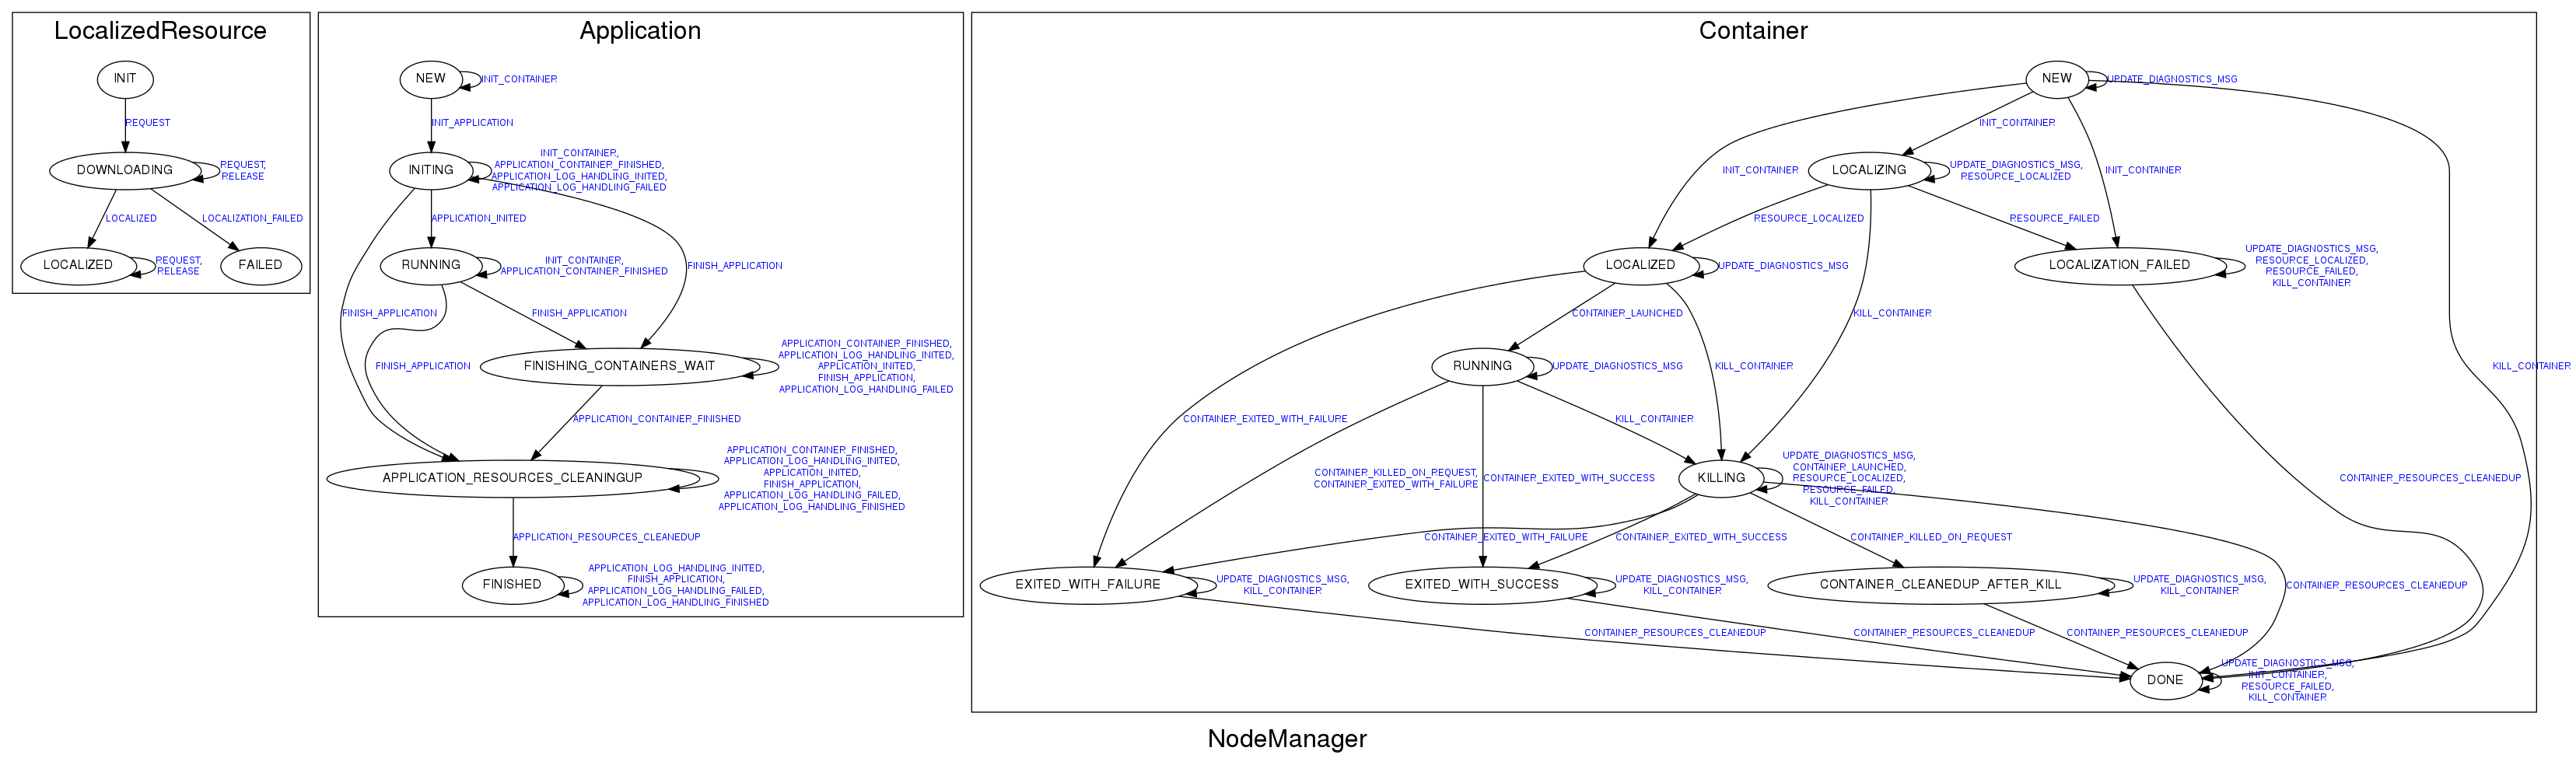 LocalizedResource
INIT
REQUEST
DOWNLOADING
REQUEST,
RELEASE
LOCALIZED
LOCALIZATION_FAILED
LOCALIZED
REQUEST,
RELEASE
FAILED
Application
NEW
INIT_CONTAINER
INIT_APPLICATION
INITING
INIT_CONTAINER,
APPLICATION_CONTAINER_FINISHED,
APPLICATION_LOG_HANDLING_INITED,
APPLICATION_LOG_HANDLING_FAILED
APPLICATION_INITED
RUNNING
INIT_CONTAINER,
APPLICATION_CONTAINER_FINISHED
FINISH_APPLICATION
FINISH_APPLICATION
FINISH_APPLICATION
FINISH_APPLICATION
FINISHING_CONTAINERS_WAIT
APPLICATION_CONTAINER_FINISHED,
APPLICATION_LOG_HANDLING_INITED,
APPLICATION_INITED,
FINISH_APPLICATION,
APPLICATION_LOG_HANDLING_FAILED
APPLICATION_CONTAINER_FINISHED
APPLICATION_RESOURCES_CLEANINGUP
APPLICATION_CONTAINER_FINISHED,
APPLICATION_LOG_HANDLING_INITED,
APPLICATION_INITED,
FINISH_APPLICATION,
APPLICATION_LOG_HANDLING_FAILED,
APPLICATION_LOG_HANDLING_FINISHED
APPLICATION_RESOURCES_CLEANEDUP
FINISHED
APPLICATION_LOG_HANDLING_INITED,
FINISH_APPLICATION,
APPLICATION_LOG_HANDLING_FAILED,
APPLICATION_LOG_HANDLING_FINISHED
Container
NEW
UPDATE_DIAGNOSTICS_MSG
INIT_CONTAINER
INIT_CONTAINER
LOCALIZING
UPDATE_DIAGNOSTICS_MSG,
RESOURCE_LOCALIZED
INIT_CONTAINER
RESOURCE_LOCALIZED
RESOURCE_FAILED
LOCALIZED
UPDATE_DIAGNOSTICS_MSG
LOCALIZATION_FAILED
UPDATE_DIAGNOSTICS_MSG,
RESOURCE_LOCALIZED,
RESOURCE_FAILED,
KILL_CONTAINER
CONTAINER_LAUNCHED
KILL_CONTAINER
RUNNING
UPDATE_DIAGNOSTICS_MSG
KILL_CONTAINER
KILL_CONTAINER
CONTAINER_EXITED_WITH_FAILURE
KILL_CONTAINER
CONTAINER_KILLED_ON_REQUEST,
CONTAINER_EXITED_WITH_FAILURE
CONTAINER_EXITED_WITH_SUCCESS
KILLING
UPDATE_DIAGNOSTICS_MSG,
CONTAINER_LAUNCHED,
RESOURCE_LOCALIZED,
RESOURCE_FAILED,
KILL_CONTAINER
CONTAINER_RESOURCES_CLEANEDUP
CONTAINER_EXITED_WITH_FAILURE
CONTAINER_EXITED_WITH_SUCCESS
CONTAINER_KILLED_ON_REQUEST
EXITED_WITH_FAILURE
UPDATE_DIAGNOSTICS_MSG,
KILL_CONTAINER
EXITED_WITH_SUCCESS
UPDATE_DIAGNOSTICS_MSG,
KILL_CONTAINER
CONTAINER_CLEANEDUP_AFTER_KILL
UPDATE_DIAGNOSTICS_MSG,
KILL_CONTAINER
CONTAINER_RESOURCES_CLEANEDUP
CONTAINER_RESOURCES_CLEANEDUP
CONTAINER_RESOURCES_CLEANEDUP
CONTAINER_RESOURCES_CLEANEDUP
DONE
UPDATE_DIAGNOSTICS_MSG,
INIT_CONTAINER,
RESOURCE_FAILED,
KILL_CONTAINER
NodeManager